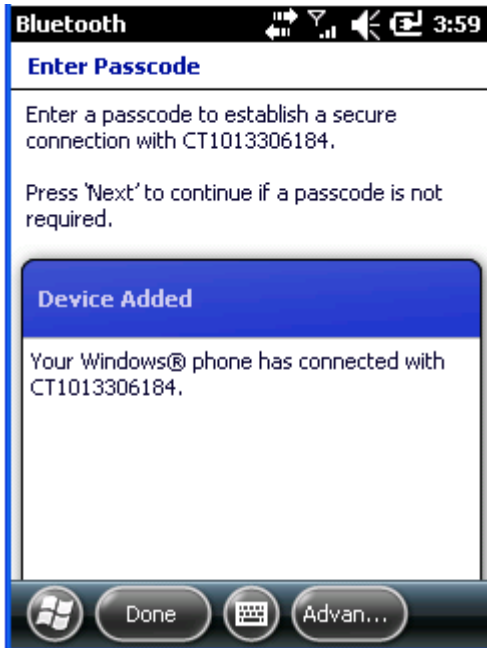 Bluetooth 3:59
Enter Passcode
Enter a passcode to establish a secure
connection with CT1013306184.
Press 'Next' to continue if a passcode is not
required.
Device Added
Your Windows® phone has connected with
CT1013306184.
Done Advan...